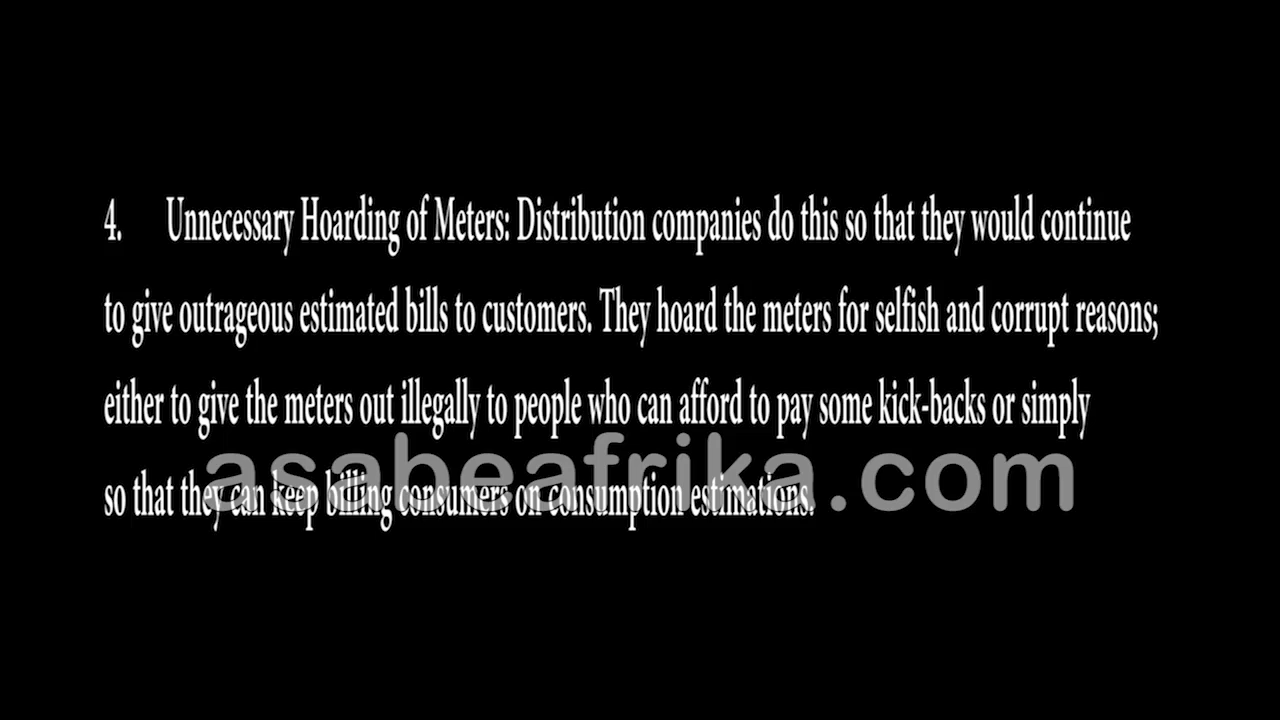 4. Unnecessary Hoarding of Meters: Distribution companies do this so that they would continue
to give outrageous estimated bills to customers. They hoard the meters for selfish and corrupt reasons;
either to give the meters out illegally to people who can afford to pay some kick-backs or simply
so that they can keep billing consumers on consumption estimations.
asabeafrika.com